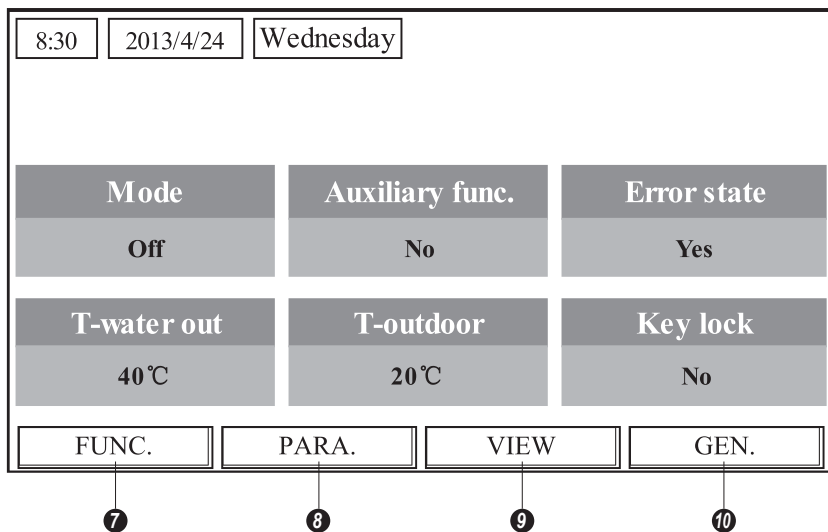 8:30 2013/4/24 Wednesday
Mode Auxiliary func. Error state
Off No Yes
T-water out T-outdoor Key lock
40℃ 20℃ No
FUNC. PARA. VIEW GEN.
7 8 9 10